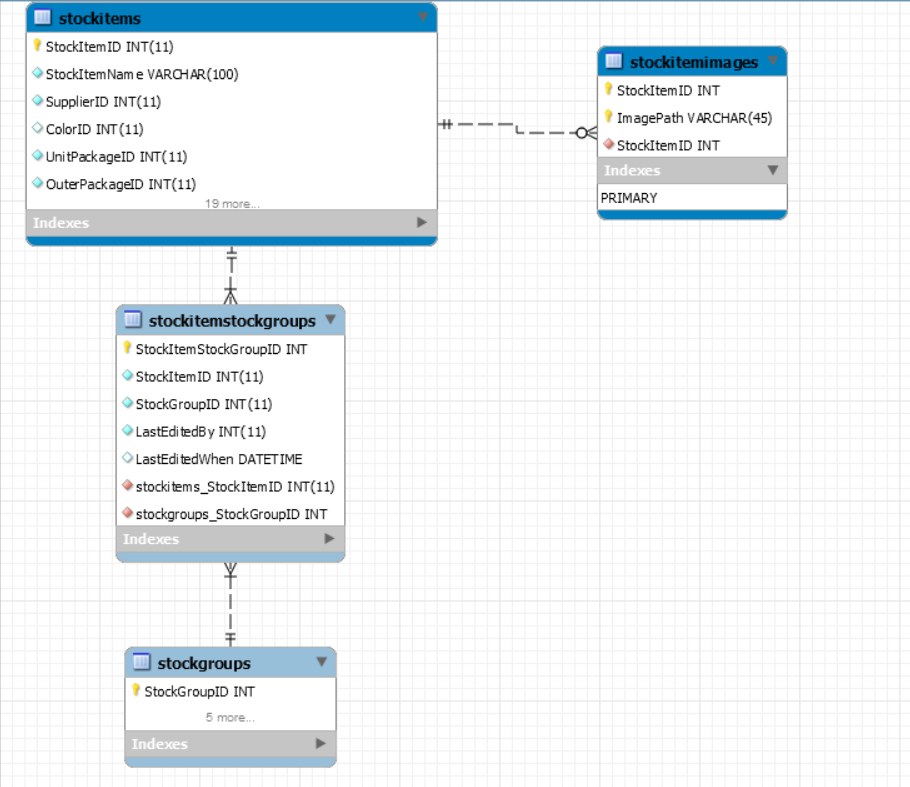 stockitems
StockItemID INT(11)
StockItemName VARCHAR(100)
SupplierID INT(11)
ColorID INT(11)
UnitPackageID INT(11)
OuterPackageID INT(11)
19 more...
Indexes
stockitemimages
StockItemID INT
ImagePath VARCHAR(45)
StockItemID INT
Indexes
PRIMARY
stockitemstockgroups
StockItemStockGroupID INT
StockItemID INT(11)
StockGroupID INT(11)
LastEditedBy INT(11)
LastEditedWhen DATETIME
stockitems_StockItemID INT(11)
stockgroups_StockGroupID INT
Indexes
stockgroups
StockGroupID INT
5 more...
Indexes